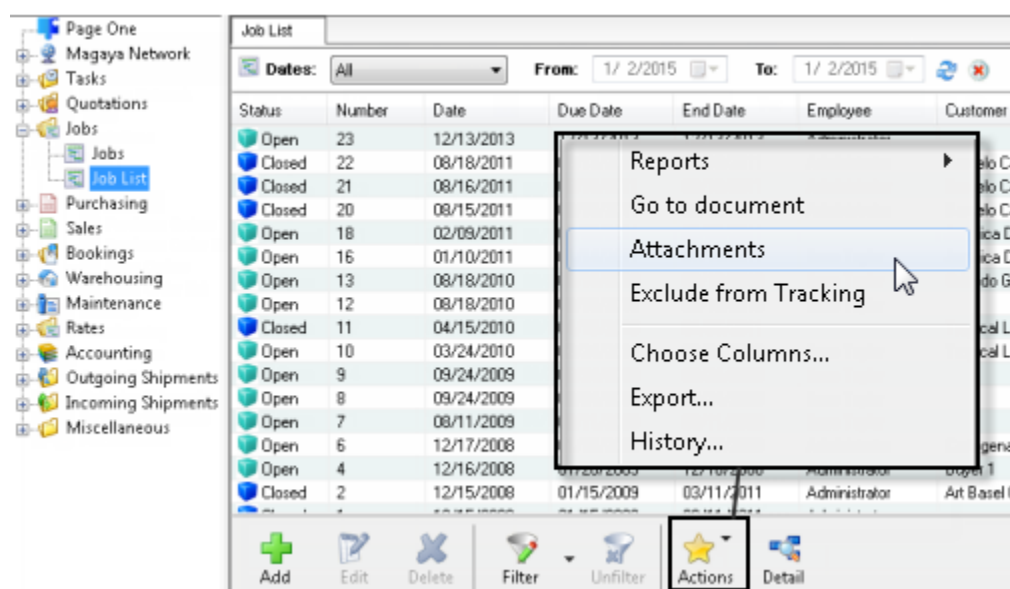 Page One
Magaya Network
Tasks
Quotations
Jobs
Jobs
Job List
Purchasing
Sales
Bookings
Warehousing
Maintenance
Rates
Accounting
Outgoing Shipments
Incoming Shipments
Miscellaneous
Job List
Dates: All From: 1/ 2/2015 To: 1/ 2/2015
Status Number Date Due Date End Date Employee Customer
Open 23 12/13/2013
Closed 22 08/18/2011
Closed 21 08/16/2011
Closed 20 08/15/2011
Open 18 02/09/2011
Open 16 01/10/2011
Open 13 08/18/2010
Open 12 08/18/2010
Closed 11 04/15/2010
Open 10 03/24/2010
Open 9 09/24/2009
Open 8 09/24/2009
Open 7 08/11/2009
Open 6 12/17/2008
Open 4 12/16/2008
Closed 2 12/15/2008 01/15/2009 03/11/2011 Administrator Art Basel
Reports
Go to document
Attachments
Exclude from Tracking
Choose Columns...
Export...
History...
Add Edit Delete Filter Unfilter Actions Detail